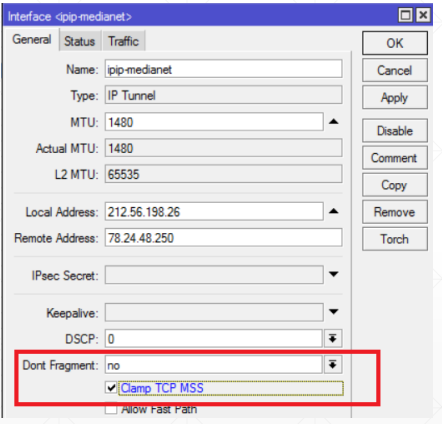 Interface <ipip-medianet>
General Status Traffic
Name: ipip-medianet
Type: IP Tunnel
MTU: 1480
Actual MTU: 1480
L2 MTU: 65535
Local Address: 212.56.198.26
Remote Address: 78.24.48.250
IPsec Secret:
Keepalive:
DSCP: 0
Dont Fragment: no
Clamp TCP MSS
Allow Fast Path
OK
Cancel
Apply
Disable
Comment
Copy
Remove
Torch